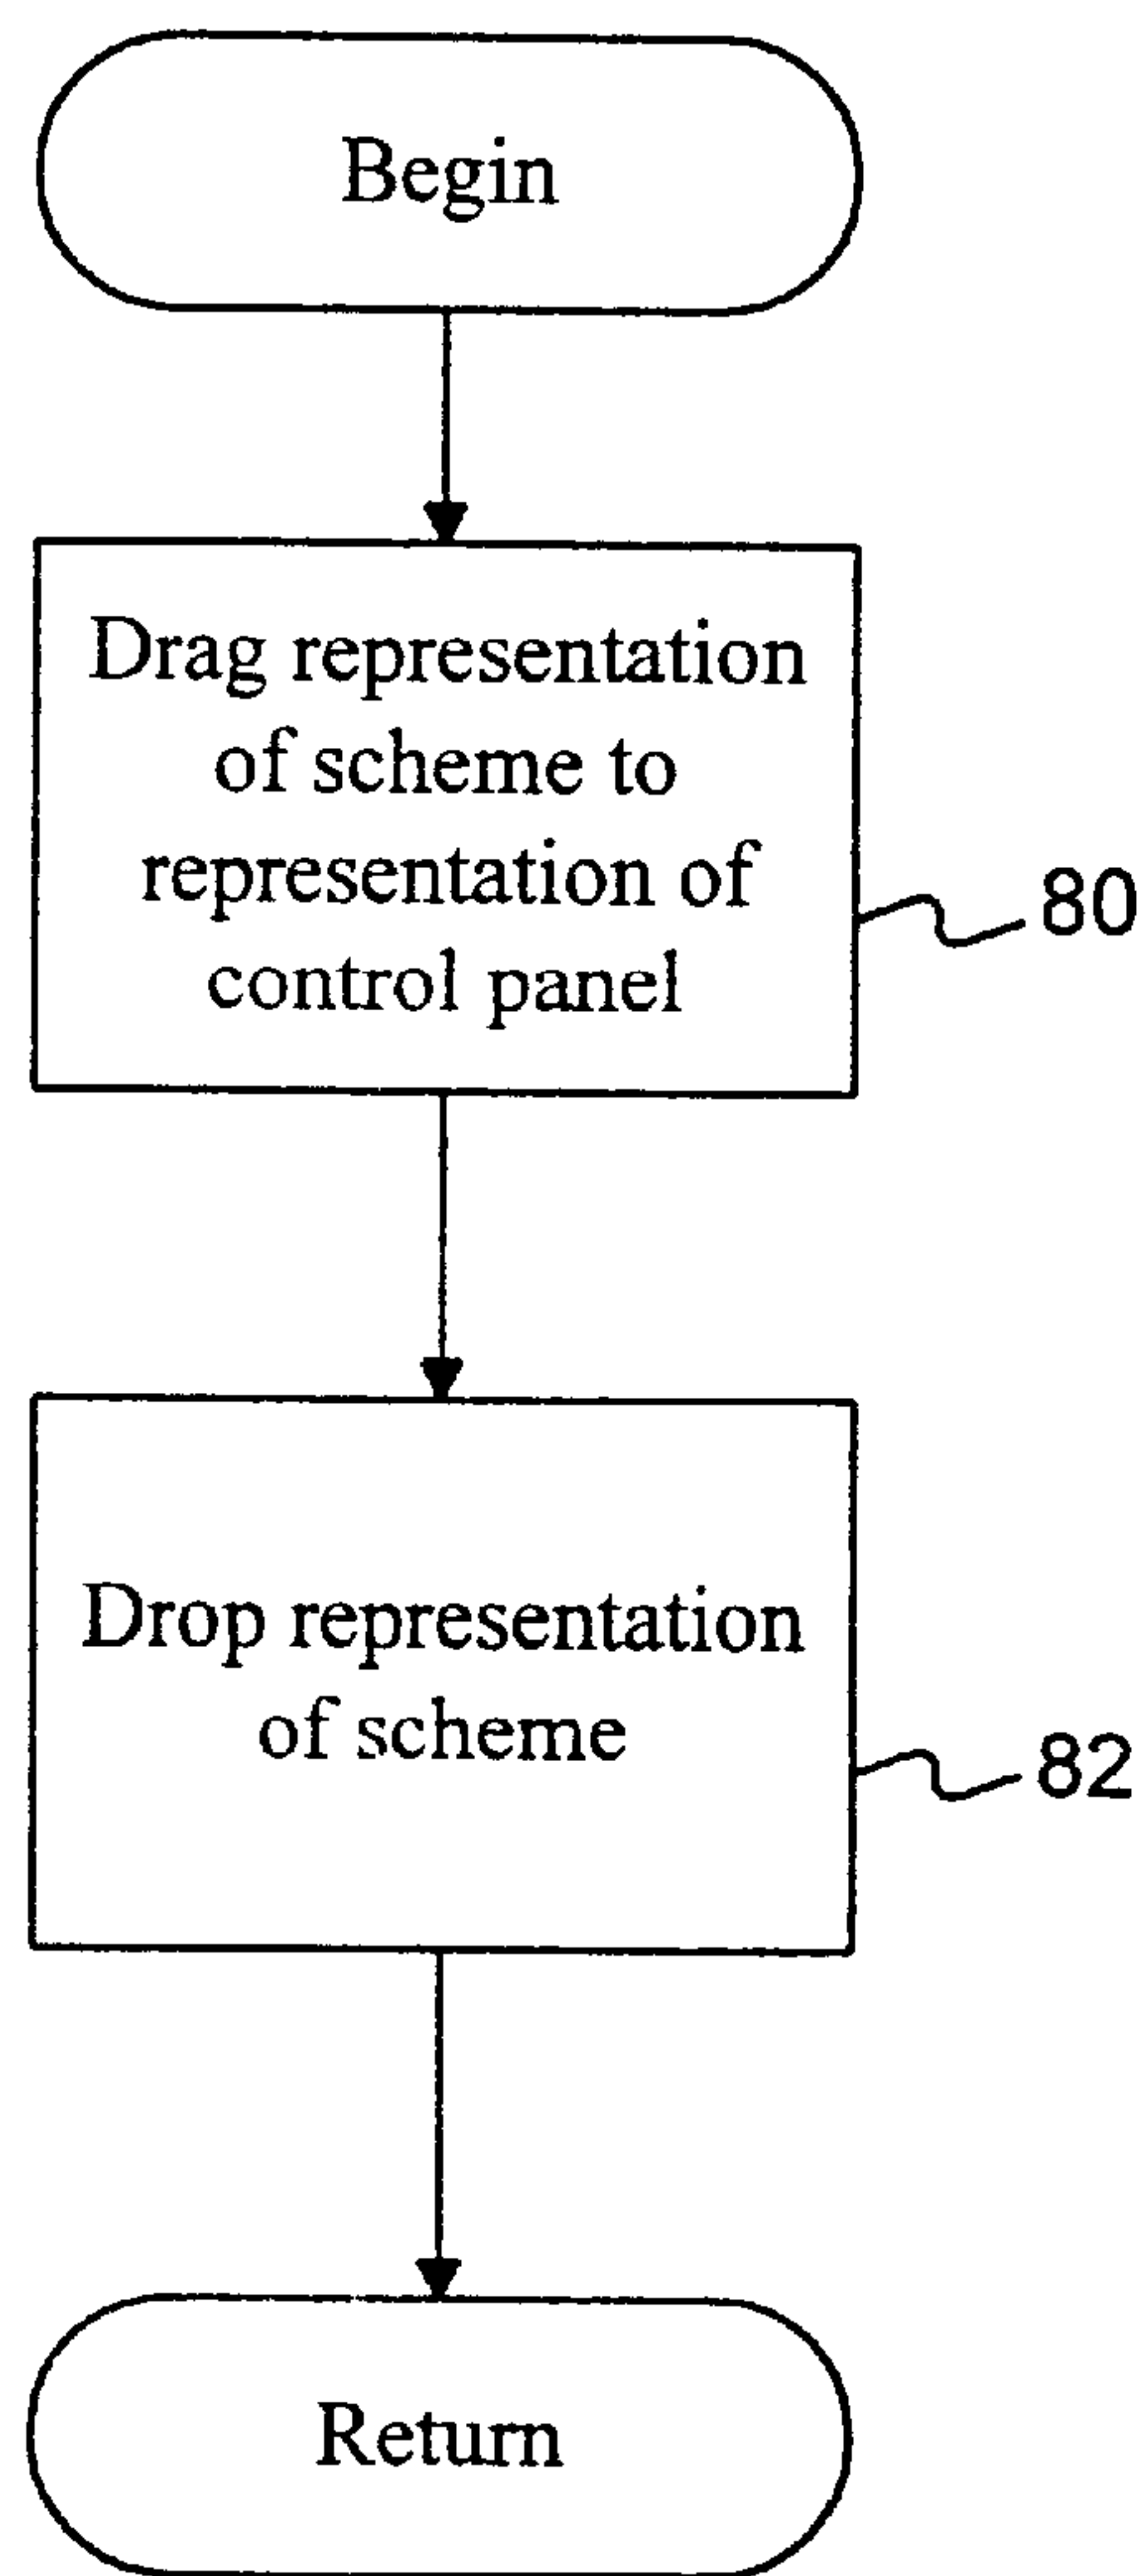 Begin
Drag representation
of scheme to
representation of
control panel
80
Drop representation
of scheme
82
Return